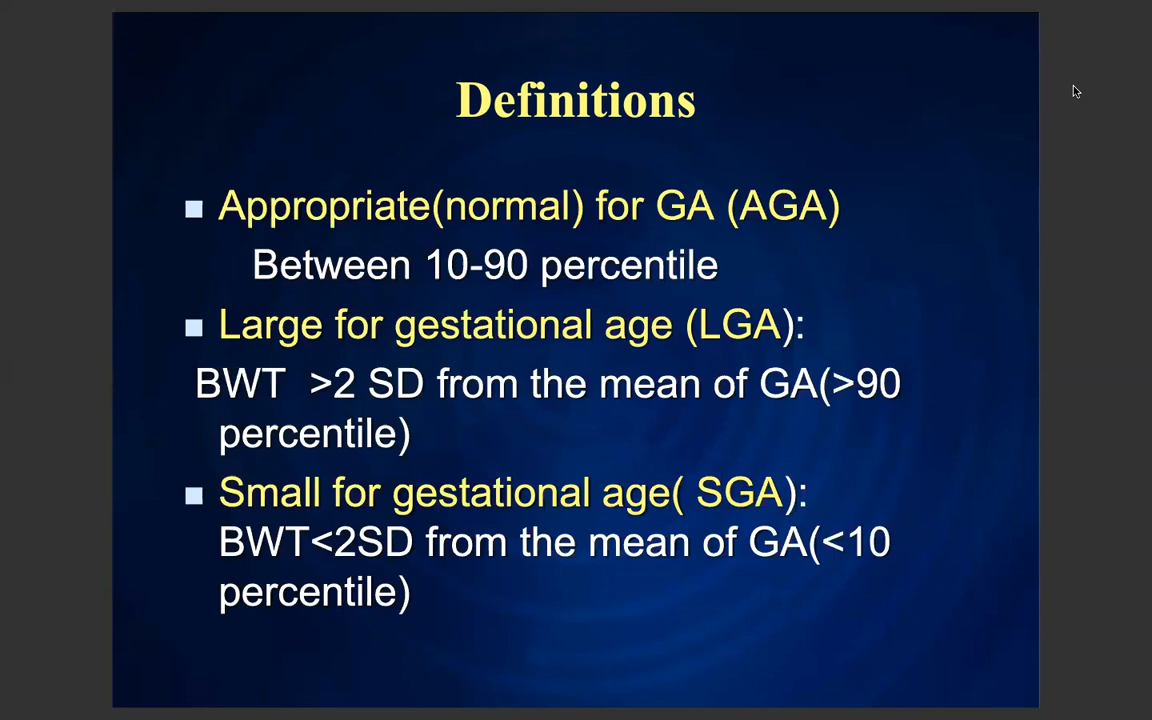 Definitions
Appropriate(normal) for GA (AGA)
Between 10-90 percentile
Large for gestational age (LGA):
BWT >2 SD from the mean of GA(>90
percentile)
Small for gestational age( SGA):
BWT<2SD from the mean of GA(<10
percentile)